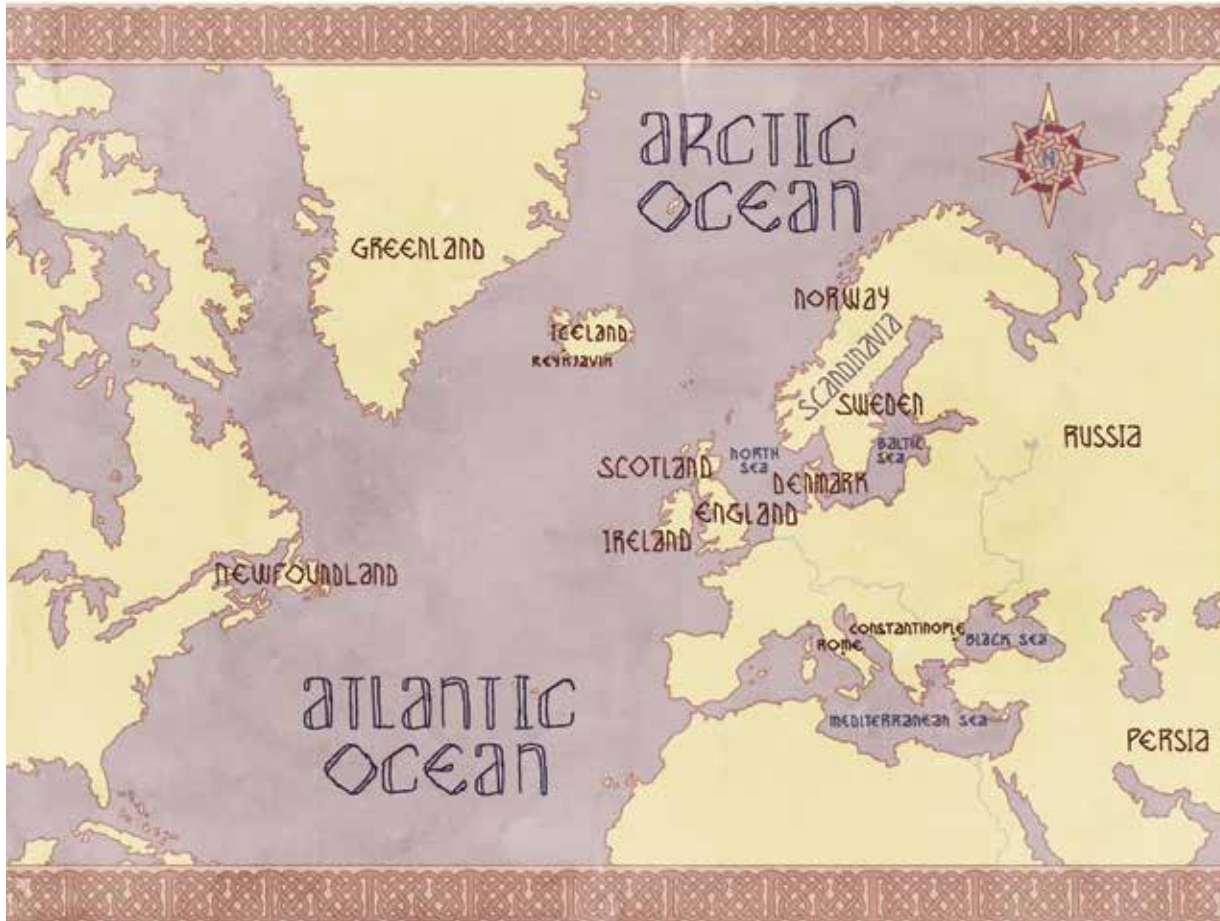 ARCTIC
OCEAN
N
GREENLAND
NORWAY
ICELAND
REYKJAVIK
SCANDINAVIA
SWEDEN
RUSSIA
BALTIC
SEA
NORTH
SEA
SCOTLAND
DENMARK
ENGLAND
IRELAND
NEWFOUNDLAND
CONSTANTINOPLE
ROME
BLACK SEA
ATLANTIC
OCEAN
MEDITERRANEAN SEA
PERSIA